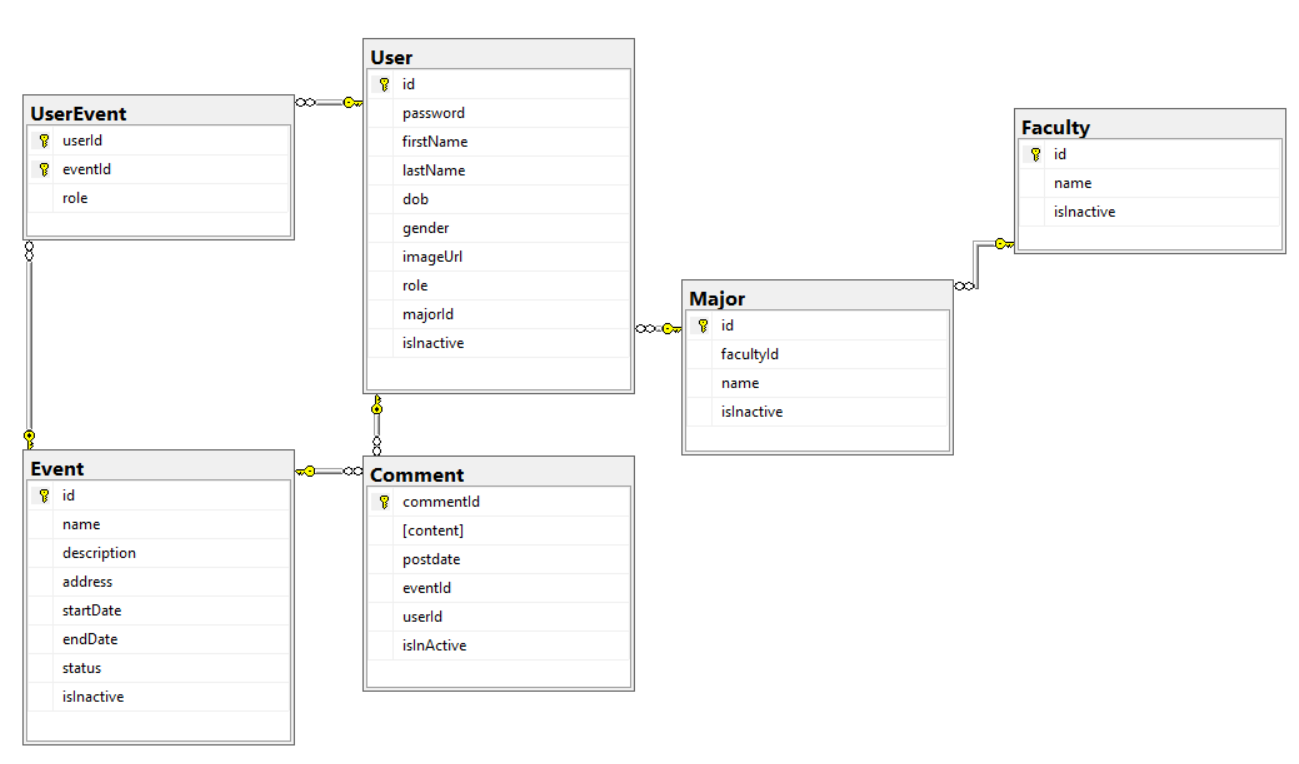 User
id
password
firstName
lastName
dob
gender
imageUrl
role
majorId
isInactive
UserEvent
userId
eventId
role
Faculty
id
name
isInactive
Major
id
facultyId
name
isInactive
Event
id
name
description
address
startDate
endDate
status
isInactive
Comment
commentId
[content]
postdate
eventId
userId
isInActive